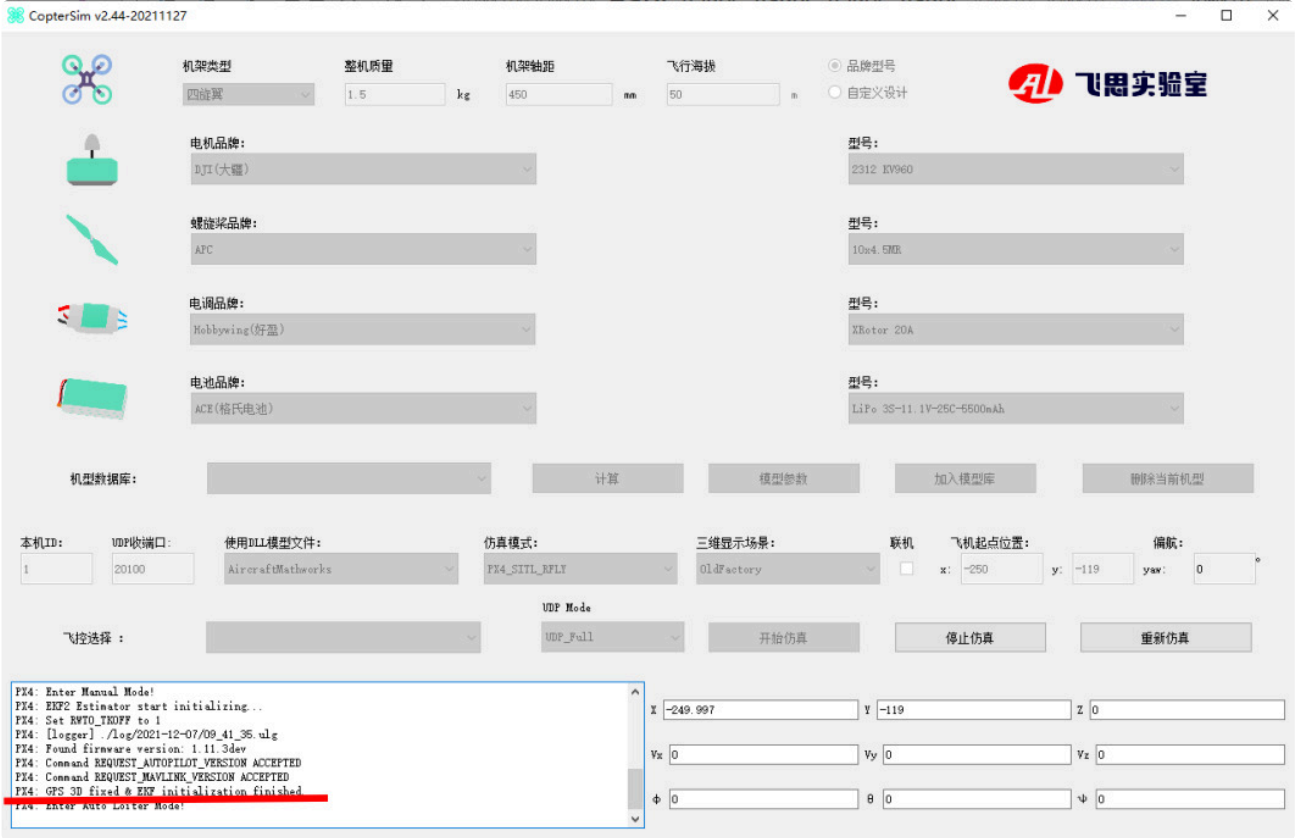 CopterSim v2.44-20211127
机架类型 整机质量 机架轴距 飞行海拔 品牌型号
四旋翼 1.5 kg 450 mm 50 m 自定义设计
飞思实验室
电机品牌: 型号:
DJI(大疆) 2312 KV960
螺旋桨品牌: 型号:
APC 10x4.5MR
电调品牌: 型号:
Hobbywing(好盈) XRotor 20A
电池品牌: 型号:
ACE(格氏电池) LiPo 3S-11.1V-25C-5500mAh
机型数据库: 计算 模型参数 加入模型库 删除当前机型
本机ID: UDP收端口: 使用DLL模型文件: 仿真模式: 三维显示场景: 联机 飞机起点位置: 偏航:
1 20100 AircraftMathworks PX4_SITL_RFLY OldFactory x: -250 y: -119 yaw: 0 °
UDP Mode
飞控选择 : UDP_Full 开始仿真 停止仿真 重新仿真
PX4: Enter Manual Mode!
PX4: EKF2 Estimator start initializing...
PX4: Set RWTO_TKOFF to 1
PX4: [logger] ./log/2021-12-07/09_41_35.ulg
PX4: Found firmware version: 1.11.3dev
PX4: Command REQUEST_AUTOPILOT_VERSION ACCEPTED
PX4: Command REQUEST_MAVLINK_VERSION ACCEPTED
PX4: GPS 3D fixed & EKF initialization finished.
PX4: Enter Auto Loiter Mode!
X -249.997 Y -119 Z 0
Vx 0 Vy 0 Vz 0
ϕ 0 θ 0 ψ 0